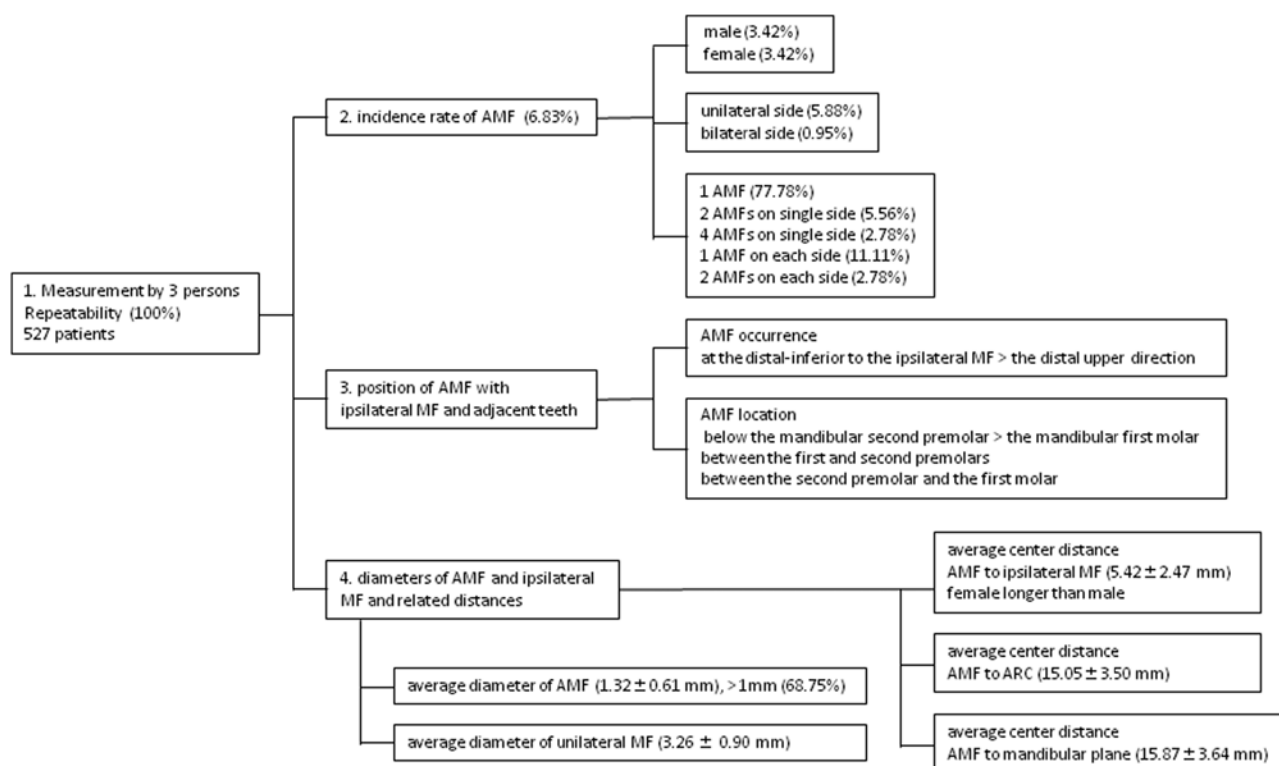 1. Measurement by 3 persons
Repeatability (100%)
527 patients
2. incidence rate of AMF (6.83%)
male (3.42%)
female (3.42%)
unilateral side (5.88%)
bilateral side (0.95%)
1 AMF (77.78%)
2 AMFs on single side (5.56%)
4 AMFs on single side (2.78%)
1 AMF on each side (11.11%)
2 AMFs on each side (2.78%)
3. position of AMF with
ipsilateral MF and adjacent teeth
AMF occurrence
at the distal-inferior to the ipsilateral MF > the distal upper direction
AMF location
below the mandibular second premolar > the mandibular first molar
between the first and second premolars
between the second premolar and the first molar
4. diameters of AMF and ipsilateral
MF and related distances
average diameter of AMF (1.32 ± 0.61 mm), >1mm (68.75%)
average diameter of unilateral MF (3.26 ± 0.90 mm)
average center distance
AMF to ipsilateral MF (5.42 ± 2.47 mm)
female longer than male
average center distance
AMF to ARC (15.05 ± 3.50 mm)
average center distance
AMF to mandibular plane (15.87 ± 3.64 mm)